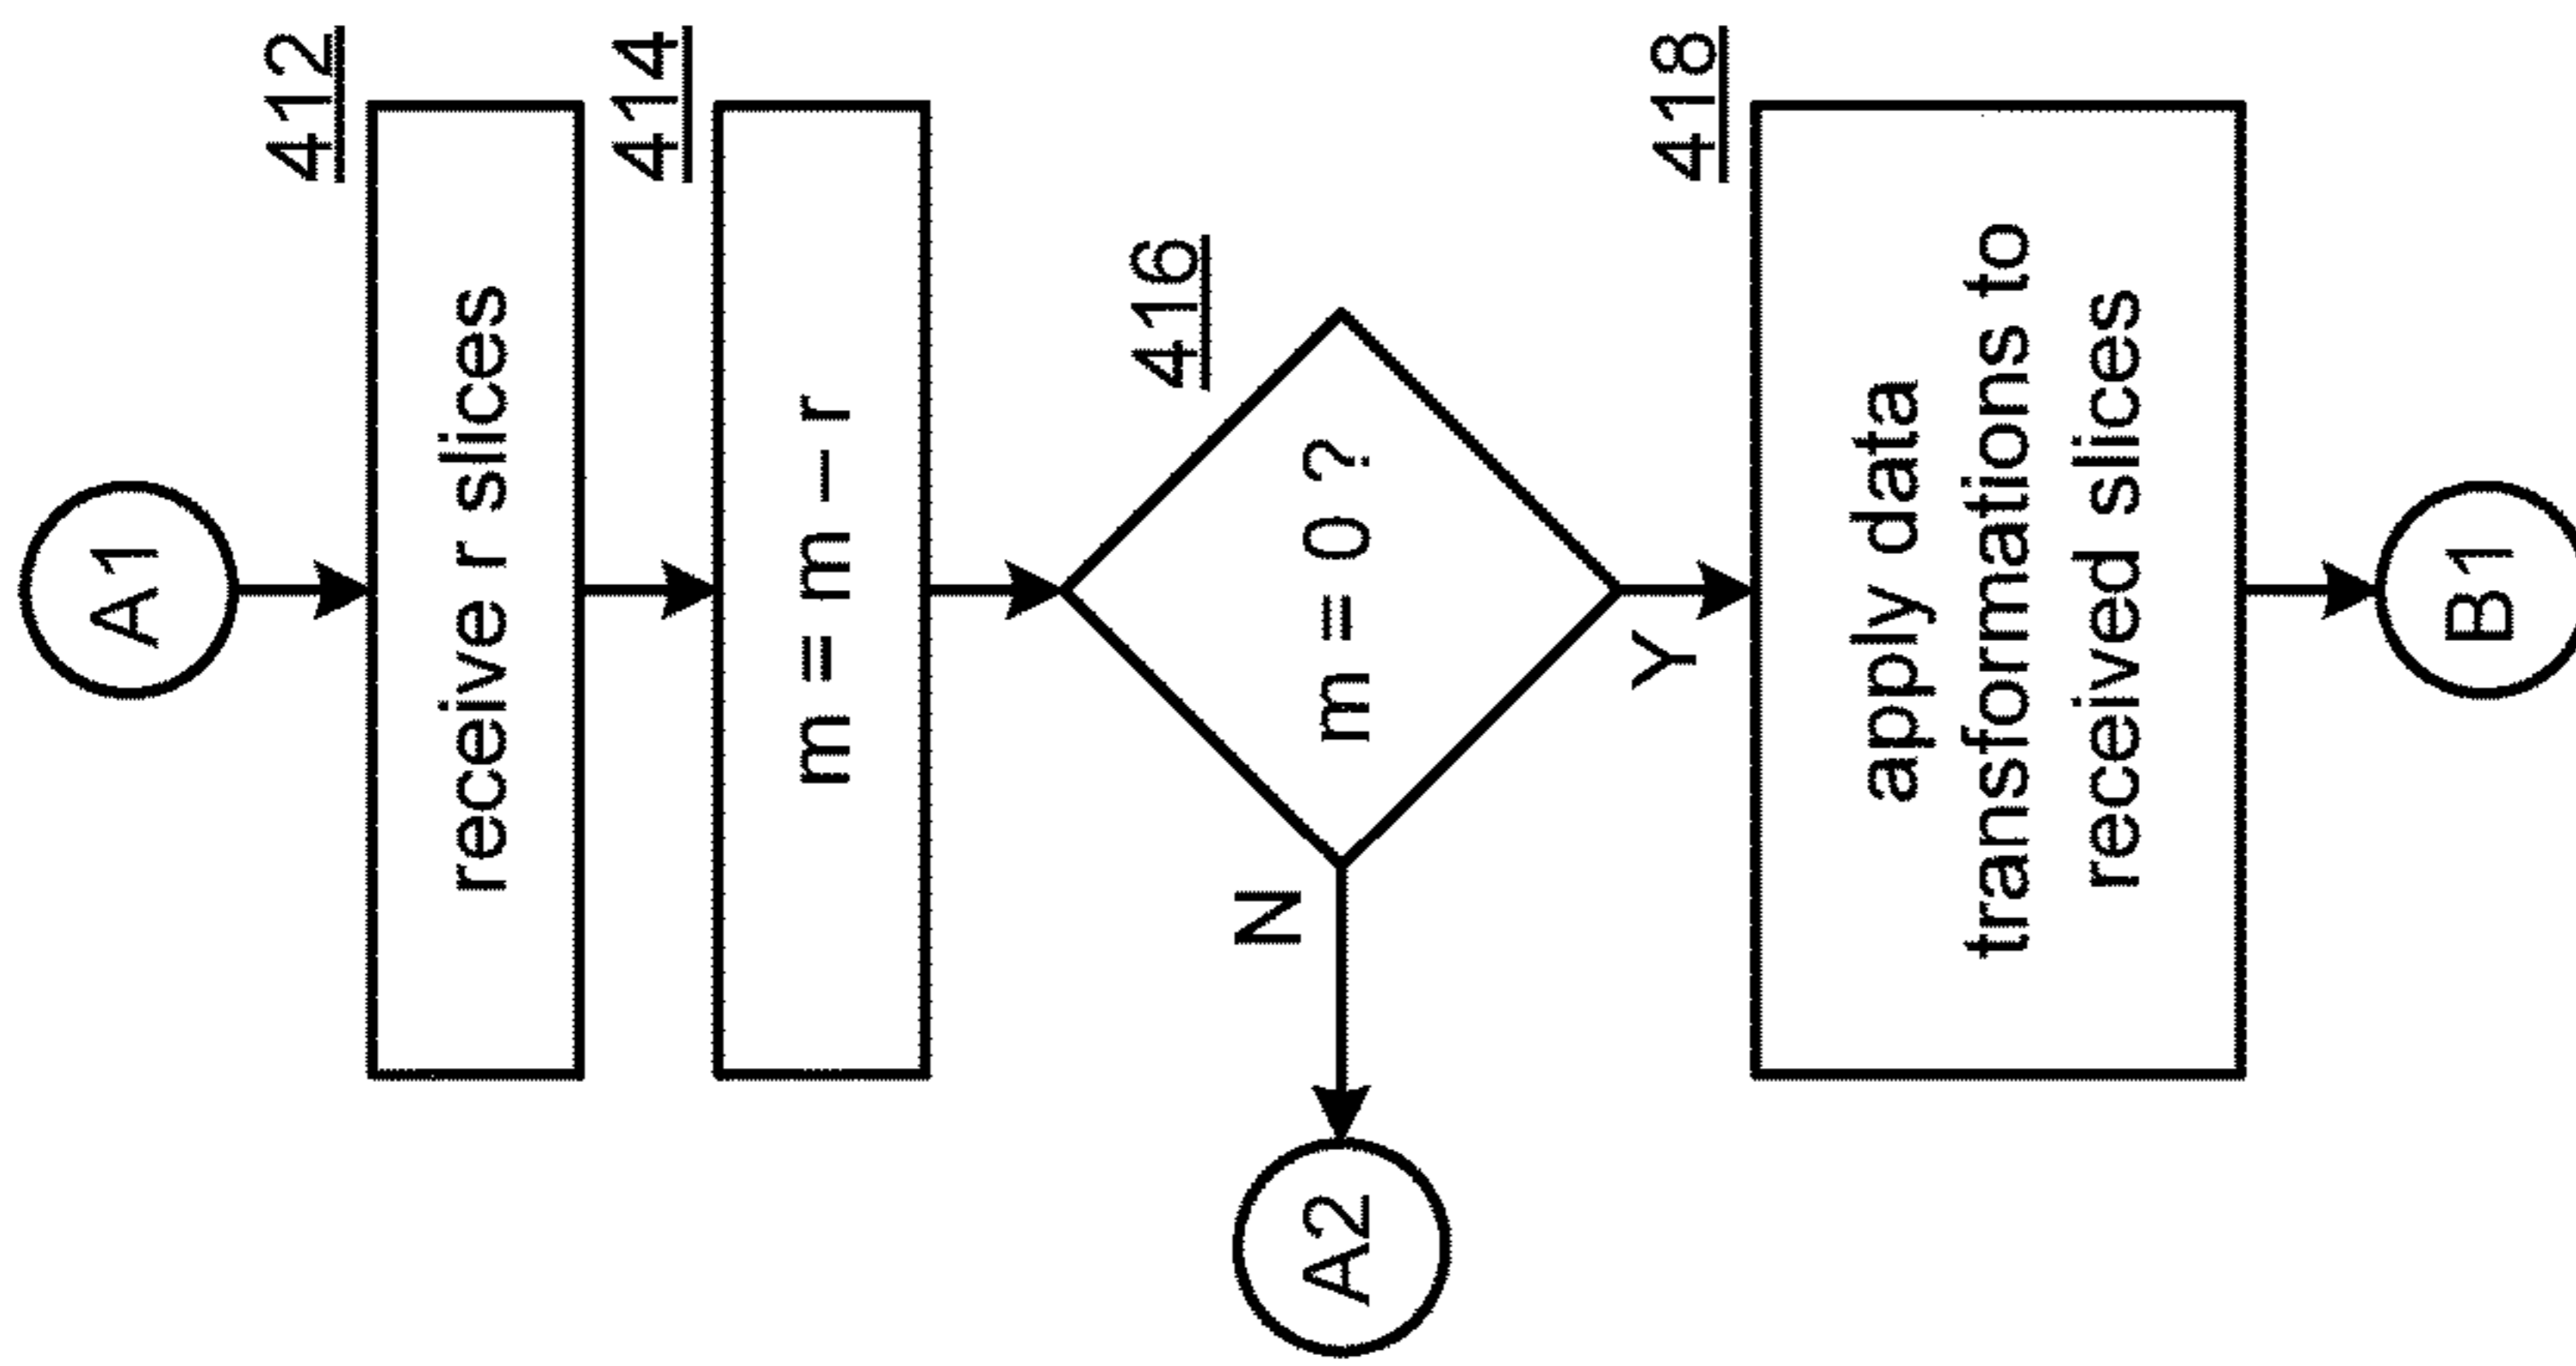 A1
412
receive r slices
414
m = m – r
416
m = 0 ?
N
A2
Y
418
apply data
transformations to
received slices
B1